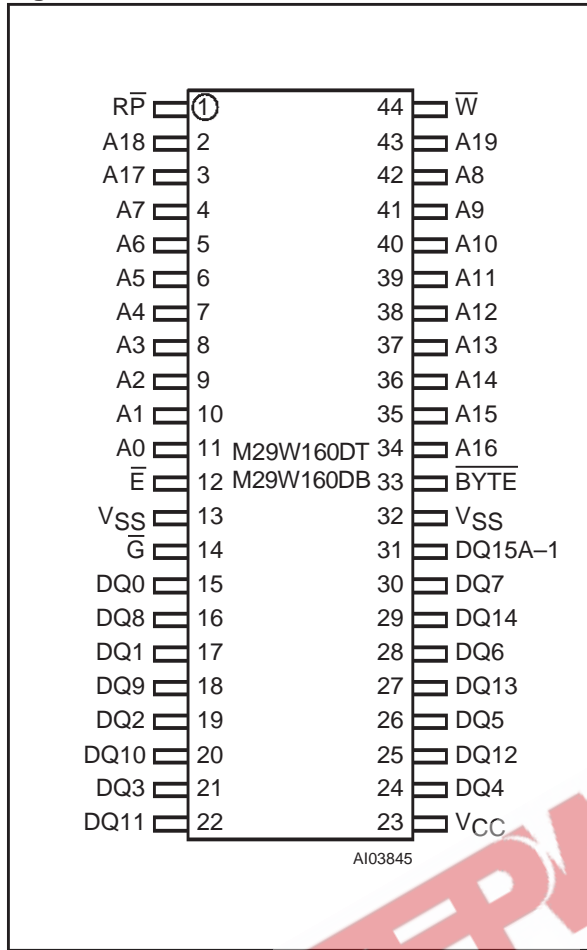 RP̅ 1 44 W̅
A18 2 43 A19
A17 3 42 A8
A7 4 41 A9
A6 5 40 A10
A5 6 39 A11
A4 7 38 A12
A3 8 37 A13
A2 9 36 A14
A1 10 35 A15
A0 11 M29W160DT 34 A16
E̅ 12 M29W160DB 33 B̅Y̅T̅E̅
VSS 13 32 VSS
G̅ 14 31 DQ15A–1
DQ0 15 30 DQ7
DQ8 16 29 DQ14
DQ1 17 28 DQ6
DQ9 18 27 DQ13
DQ2 19 26 DQ5
DQ10 20 25 DQ12
DQ3 21 24 DQ4
DQ11 22 23 VCC
AI03845